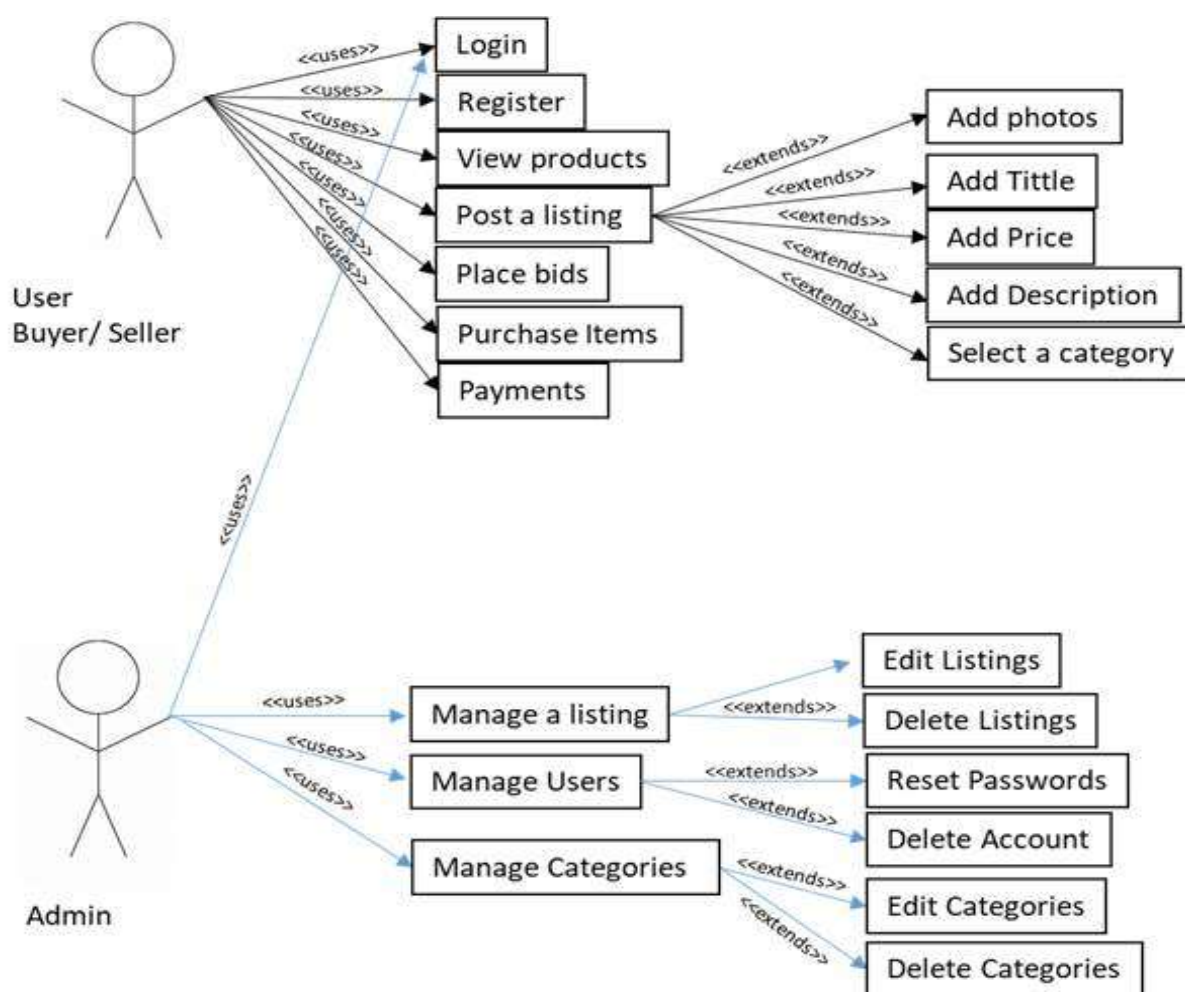 <<uses>>
Login
<<uses>>
Register
<<uses>>
View products
<<uses>>
Post a listing
<<uses>>
Place bids
<<uses>>
Purchase Items
<<uses>>
Payments
<<extends>>
Add photos
<<extends>>
Add Tittle
<<extends>>
Add Price
<<extends>>
Add Description
<<extends>>
Select a category
User
Buyer/ Seller
<<uses>>
<<uses>>
Manage a listing
Edit Listings
<<extends>>
Delete Listings
<<uses>>
Manage Users
<<extends>>
Reset Passwords
<<extends>>
Delete Account
<<uses>>
Manage Categories
<<extends>>
Edit Categories
<<extends>>
Delete Categories
Admin